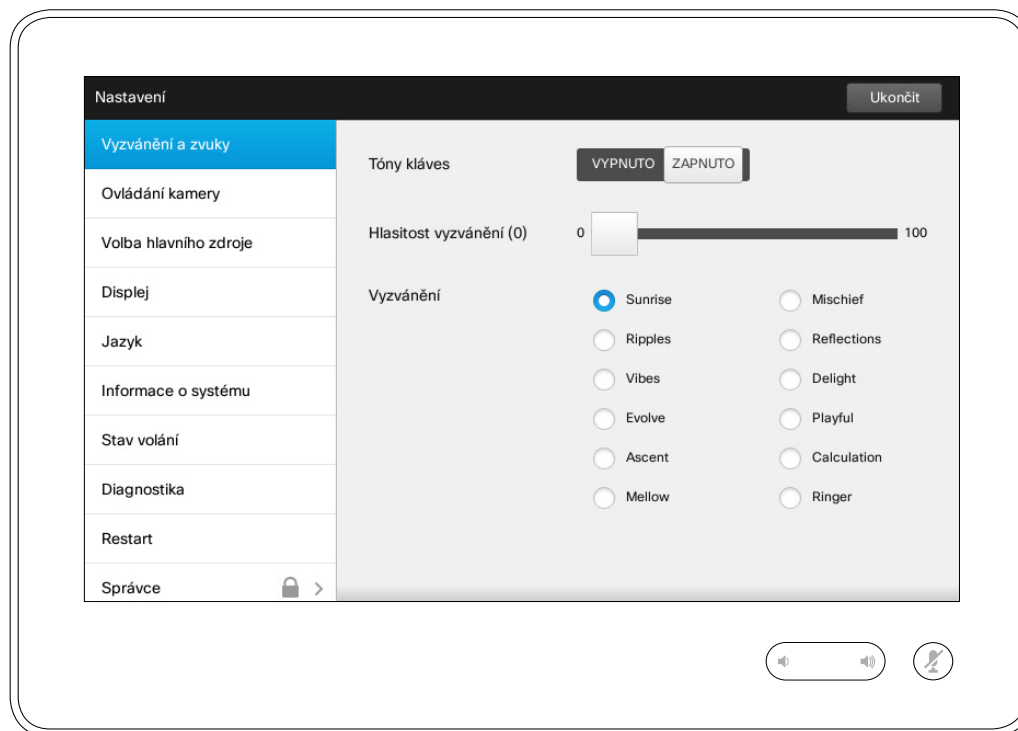 Nastavení
Ukončit
Vyzvánění a zvuky
Ovládání kamery
Volba hlavního zdroje
Displej
Jazyk
Informace o systému
Stav volání
Diagnostika
Restart
Správce
Tóny kláves
VYPNUTO ZAPNUTO
Hlasitost vyzvánění (0)
0 100
Vyzvánění
Sunrise
Ripples
Vibes
Evolve
Ascent
Mellow
Mischief
Reflections
Delight
Playful
Calculation
Ringer